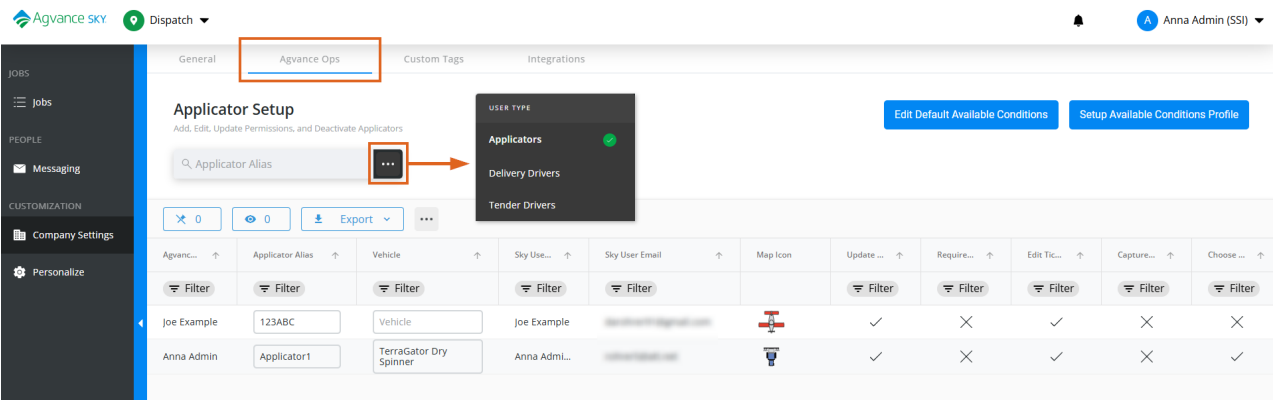 Agvance SKY Dispatch A Anna Admin (SSI)
General Agvance Ops Custom Tags Integrations
JOBS
Jobs
PEOPLE
Messaging
CUSTOMIZATION
Company Settings
Personalize
Applicator Setup
Add, Edit, Update Permissions, and Deactivate Applicators
Applicator Alias ...
USER TYPE
Applicators
Delivery Drivers
Tender Drivers
Edit Default Available Conditions Setup Available Conditions Profile
0 0 Export ...
Agvanc... Applicator Alias Vehicle Sky Use... Sky User Email Map Icon Update ... Require... Edit Tic... Capture... Choose ...
Filter Filter Filter Filter Filter Filter Filter Filter Filter Filter
Joe Example 123ABC Vehicle Joe Example
Anna Admin Applicator1 TerraGator Dry Spinner Anna Admi...